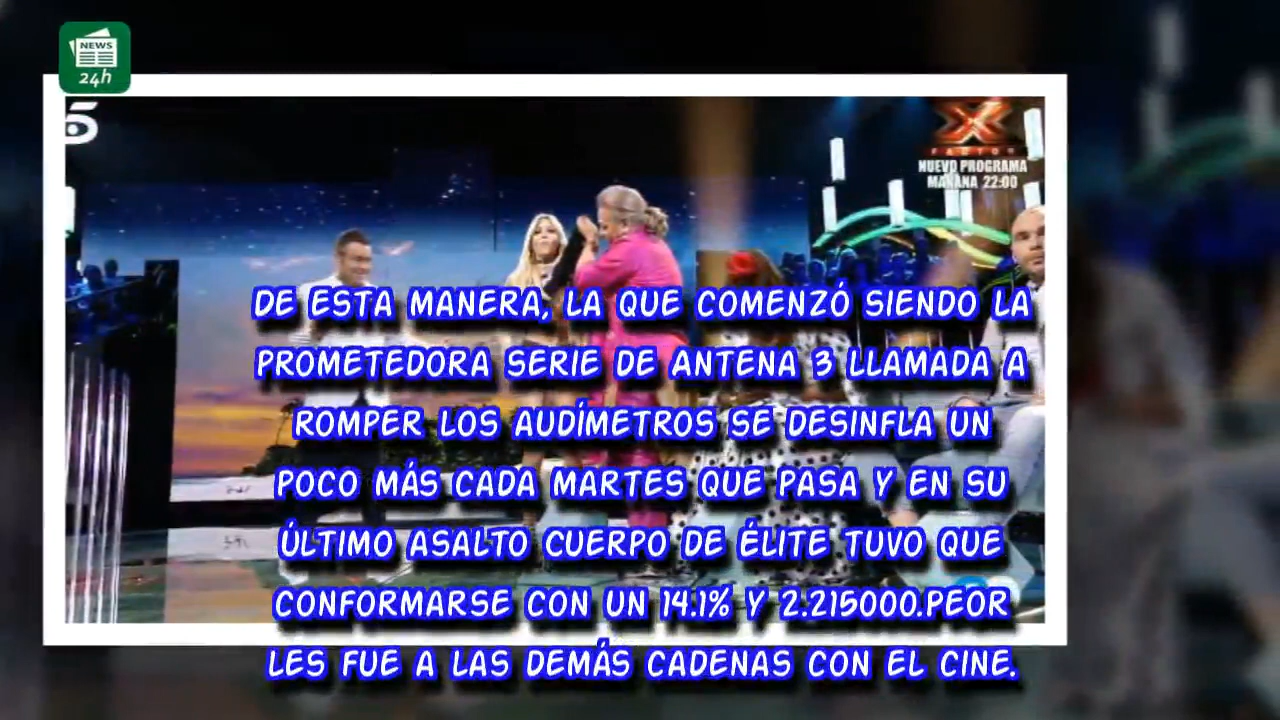 NEWS
24h
5
X
FACTOR
NUEVO PROGRAMA
MAÑANA 22:00
DE ESTA MANERA, LA QUE COMENZÓ SIENDO LA
PROMETEDORA SERIE DE ANTENA 3 LLAMADA A
ROMPER LOS AUDÍMETROS SE DESINFLA UN
POCO MÁS CADA MARTES QUE PASA Y EN SU
ÚLTIMO ASALTO CUERPO DE ÉLITE TUVO QUE
CONFORMARSE CON UN 14.1% Y 2.215000.PEOR
LES FUE A LAS DEMÁS CADENAS CON EL CINE.